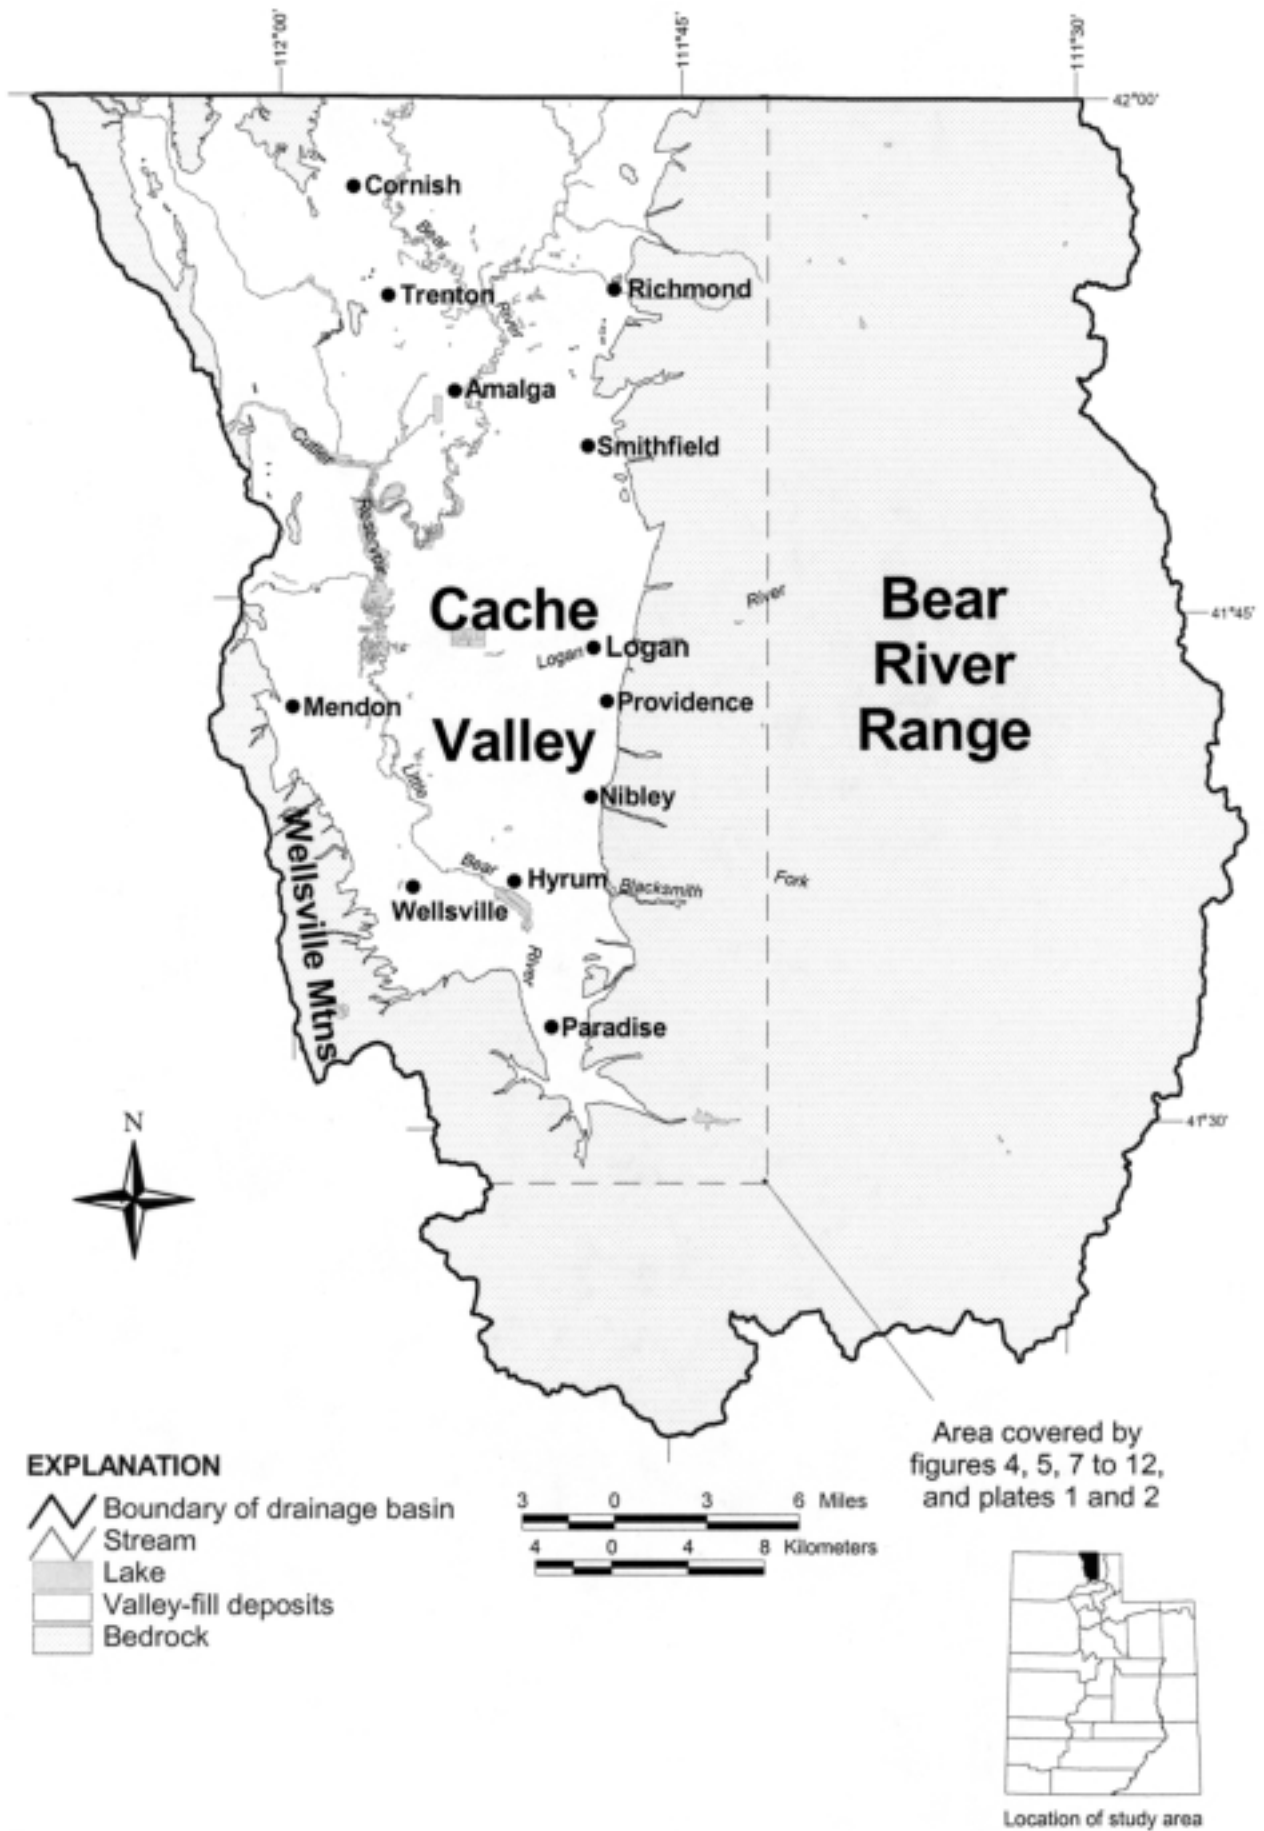 112°00'
111°45'
111°30'
42°00'
Cornish
Bear
Trenton
Richmond
River
Amalga
Cutler
Smithfield
Reservoir
Cache
Bear
River
Range
River
41°45'
Logan
Logan
Mendon
Providence
Valley
Little
Nibley
Wellsville Mtns
Bear
Hyrum
Blacksmith
Fork
Wellsville
River
Paradise
N
41°30'
Area covered by
figures 4, 5, 7 to 12,
and plates 1 and 2
EXPLANATION
Boundary of drainage basin
Stream
Lake
Valley-fill deposits
Bedrock
3 0 3 6 Miles
4 0 4 8 Kilometers
Location of study area